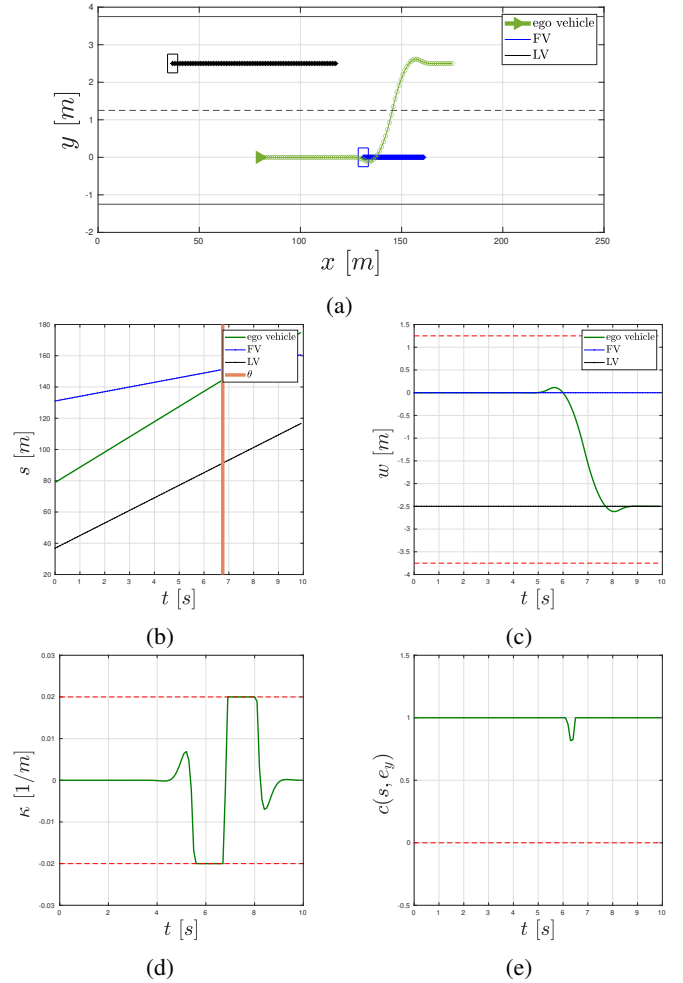 4
3
2
1
0
-1
-2
0 50 100 150 200 250
y [m]
x [m]
ego vehicle
FV
LV
(a)
180
160
140
120
100
80
60
40
20
0 1 2 3 4 5 6 7 8 9 10
s [m]
t [s]
ego vehicle
FV
LV
θ
(b)
1.5
1
0.5
0
-0.5
-1
-1.5
-2
-2.5
-3
-3.5
-4
0 1 2 3 4 5 6 7 8 9 10
w [m]
t [s]
ego vehicle
FV
LV
(c)
0.03
0.02
0.01
0
-0.01
-0.02
-0.03
0 2 4 6 8 10
κ [1/m]
t [s]
(d)
1.5
1
0.5
0
-0.5
0 1 2 3 4 5 6 7 8 9 10
c(s, e_y)
t [s]
(e)